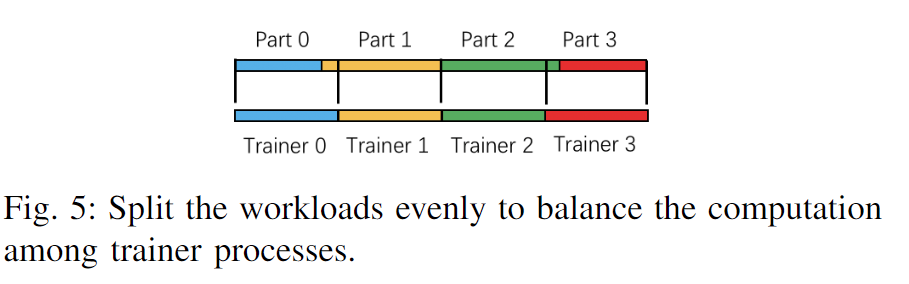 Part 0 Part 1 Part 2 Part 3
Trainer 0 Trainer 1 Trainer 2 Trainer 3
Fig. 5: Split the workloads evenly to balance the computation
among trainer processes.